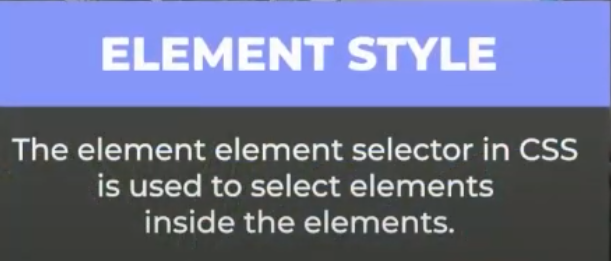 ELEMENT STYLE
The element element selector in CSS
is used to select elements
inside the elements.